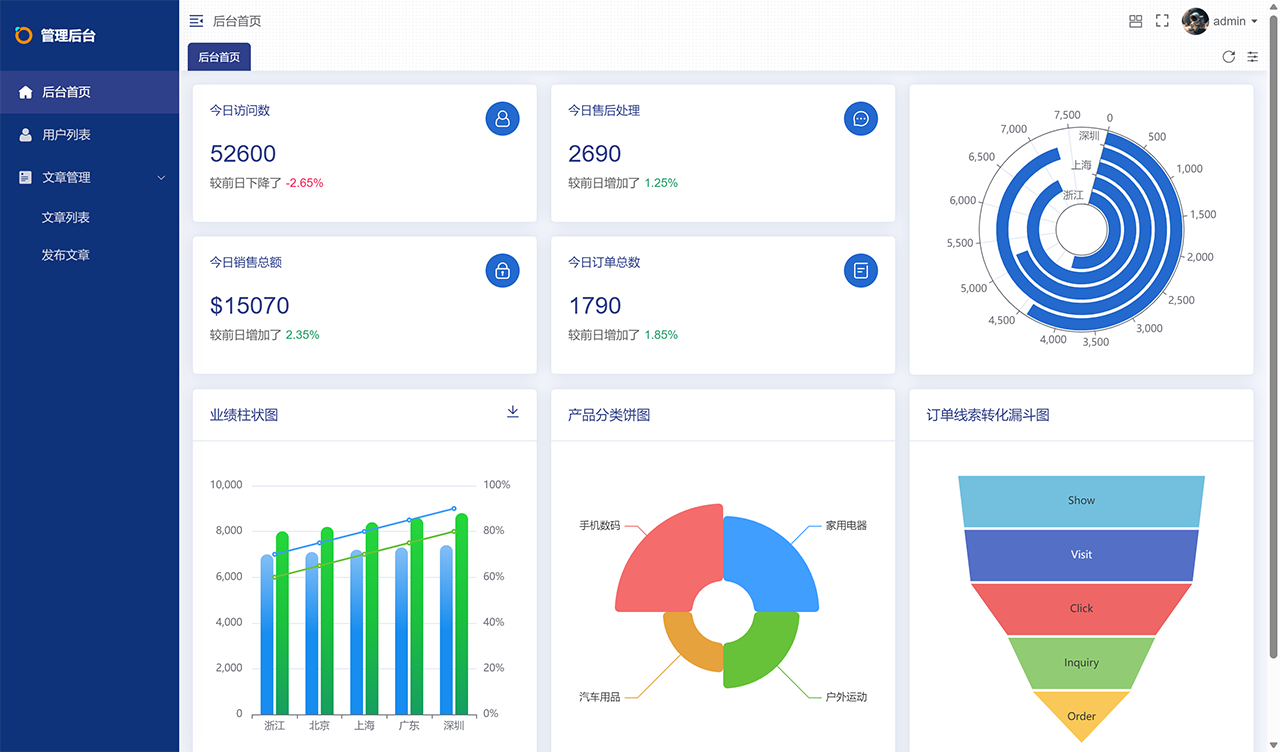 管理后台
后台首页
用户列表
文章管理
文章列表
发布文章
后台首页
admin
后台首页
今日访问数
52600
较前日下降了 -2.65%
今日售后处理
2690
较前日增加了 1.25%
今日销售总额
$15070
较前日增加了 2.35%
今日订单总数
1790
较前日增加了 1.85%
0
500
1,000
1,500
2,000
2,500
3,000
3,500
4,000
4,500
5,000
5,500
6,000
6,500
7,000
7,500
深圳
上海
浙江
业绩柱状图
10,000
8,000
6,000
4,000
2,000
0
100%
80%
60%
40%
20%
0%
浙江
北京
上海
广东
深圳
产品分类饼图
手机数码
家用电器
汽车用品
户外运动
订单线索转化漏斗图
Show
Visit
Click
Inquiry
Order